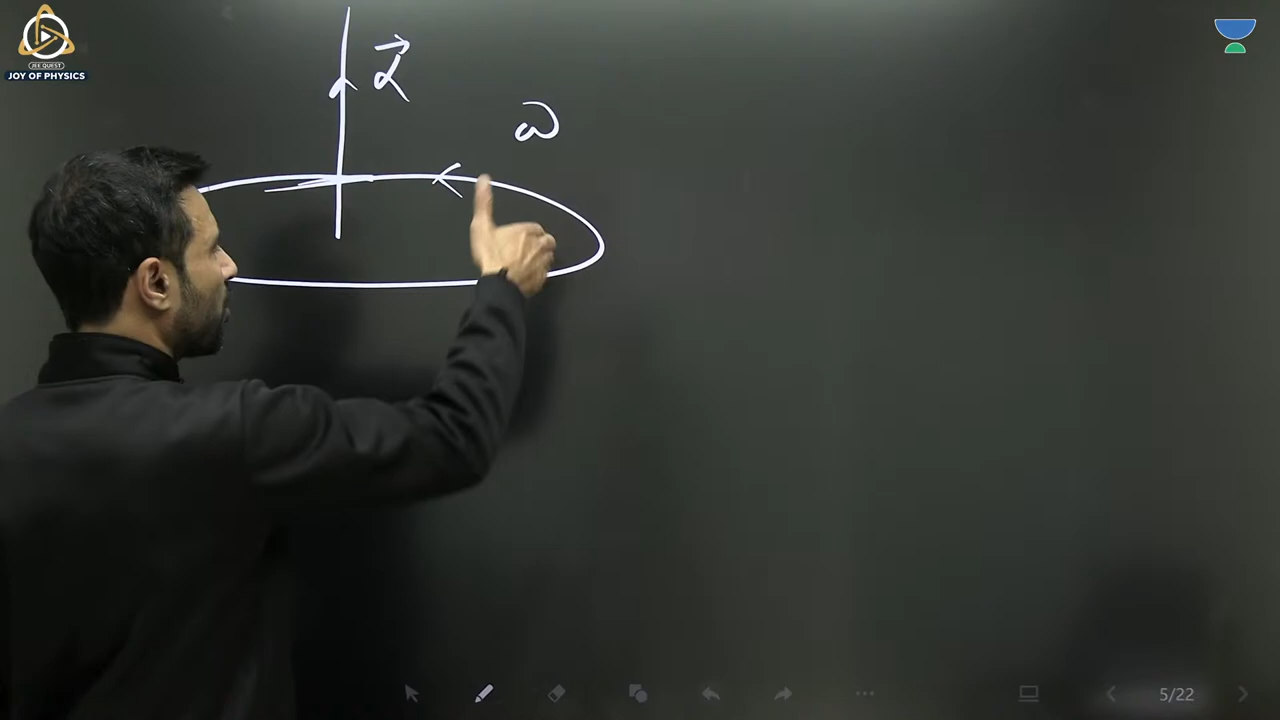 JEE QUEST
JOY OF PHYSICS
α⃗
ω
5/22